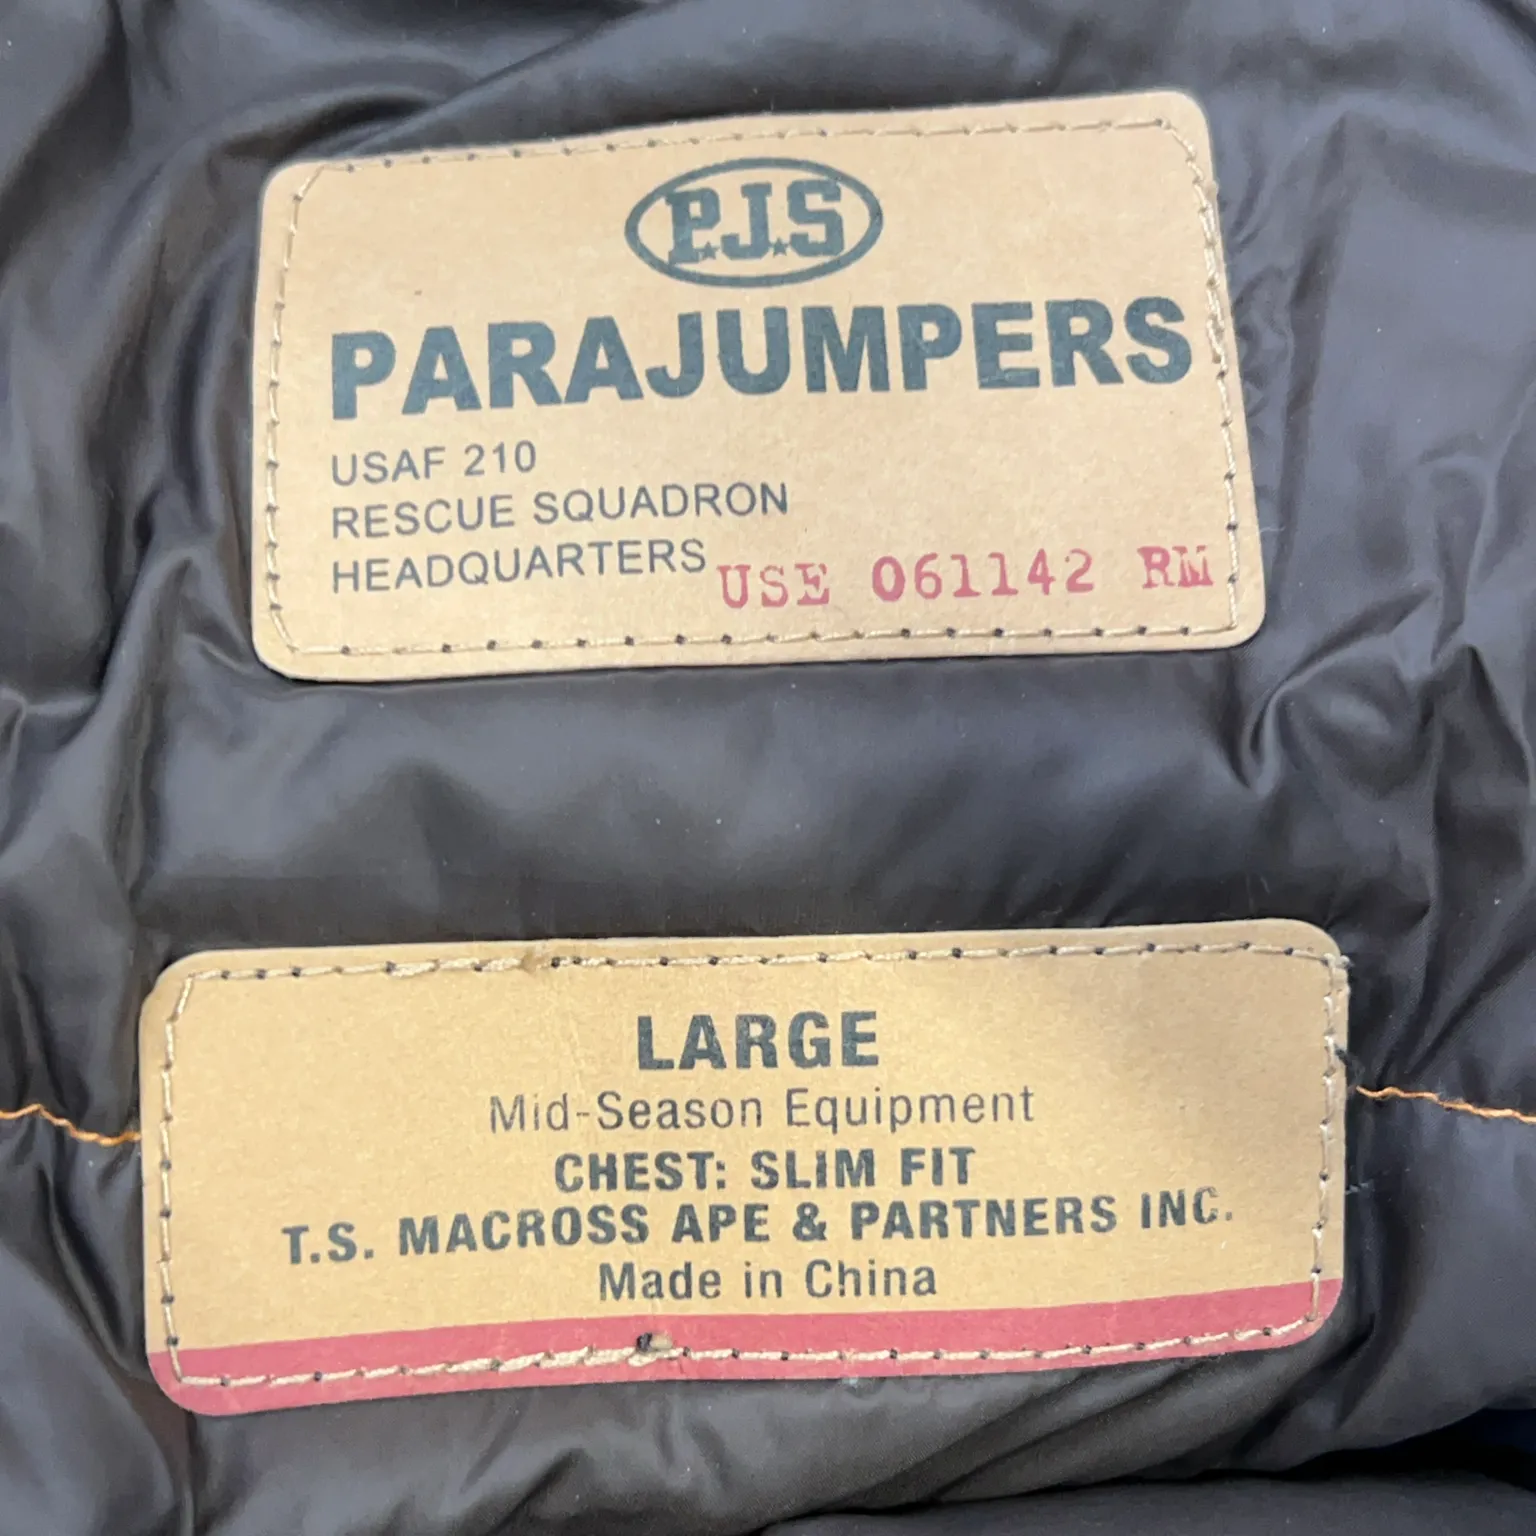 P.J.S
PARAJUMPERS
USAF 210
RESCUE SQUADRON
HEADQUARTERS
USE 061142 RM
LARGE
Mid-Season Equipment
CHEST: SLIM FIT
T.S. MACROSS APE & PARTNERS INC.
Made in China